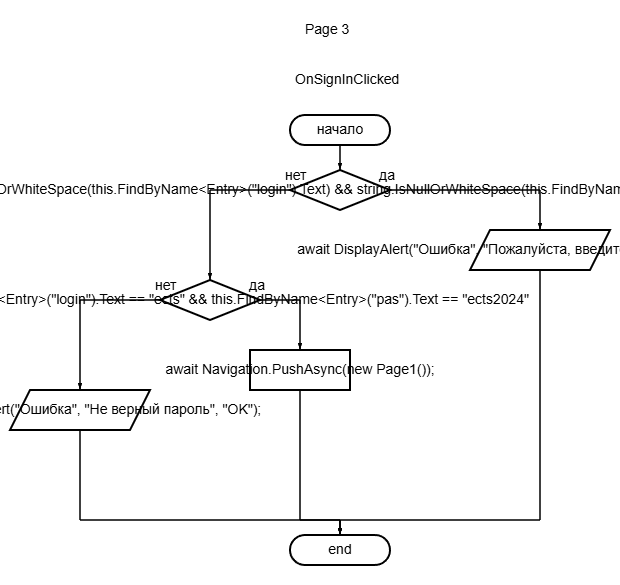 Page 3
OnSignInClicked
начало
нет
да
OrWhiteSpace(this.FindByName<Entry>("login").Text) && string.IsNullOrWhiteSpace(this.FindByNam
await DisplayAlert("Ошибка", "Пожалуйста, введите
нет
да
<Entry>("login").Text == "ects" && this.FindByName<Entry>("pas").Text == "ects2024"
await Navigation.PushAsync(new Page1());
ert("Ошибка", "Не верный пароль", "OK");
end